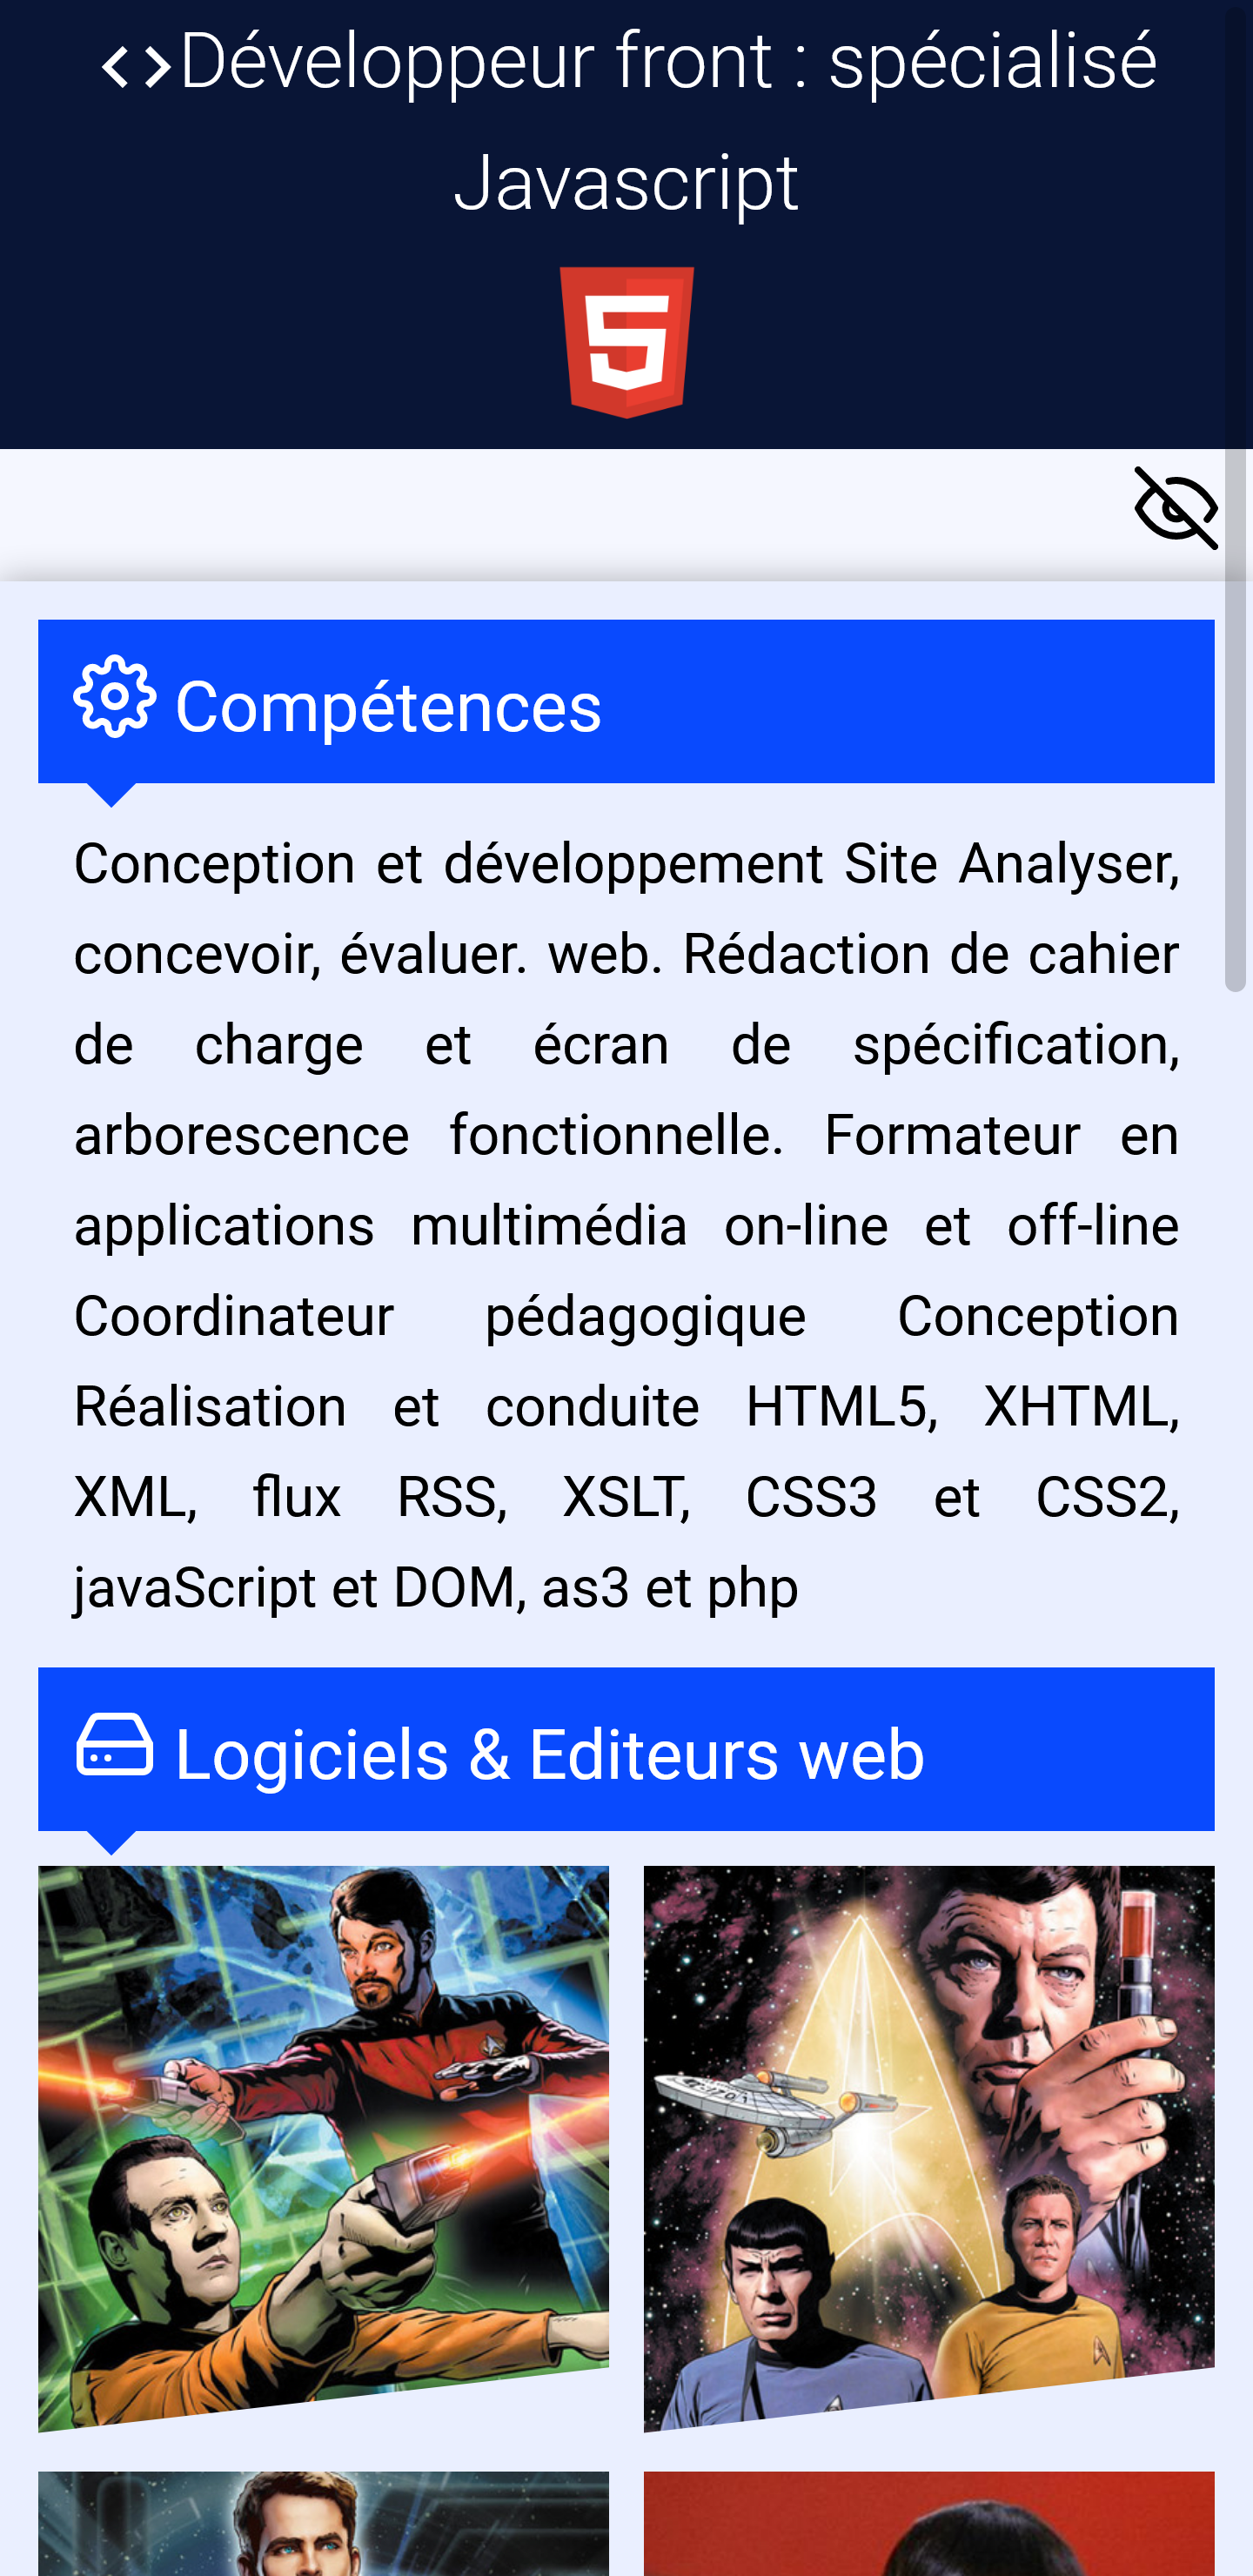 Développeur front : spécialisé
Javascript
5
Compétences
Conception et développement Site Analyser,
concevoir, évaluer. web. Rédaction de cahier
de charge et écran de spécification,
arborescence fonctionnelle. Formateur en
applications multimédia on-line et off-line
Coordinateur pédagogique Conception
Réalisation et conduite HTML5, XHTML,
XML, flux RSS, XSLT, CSS3 et CSS2,
javaScript et DOM, as3 et php
Logiciels & Editeurs web